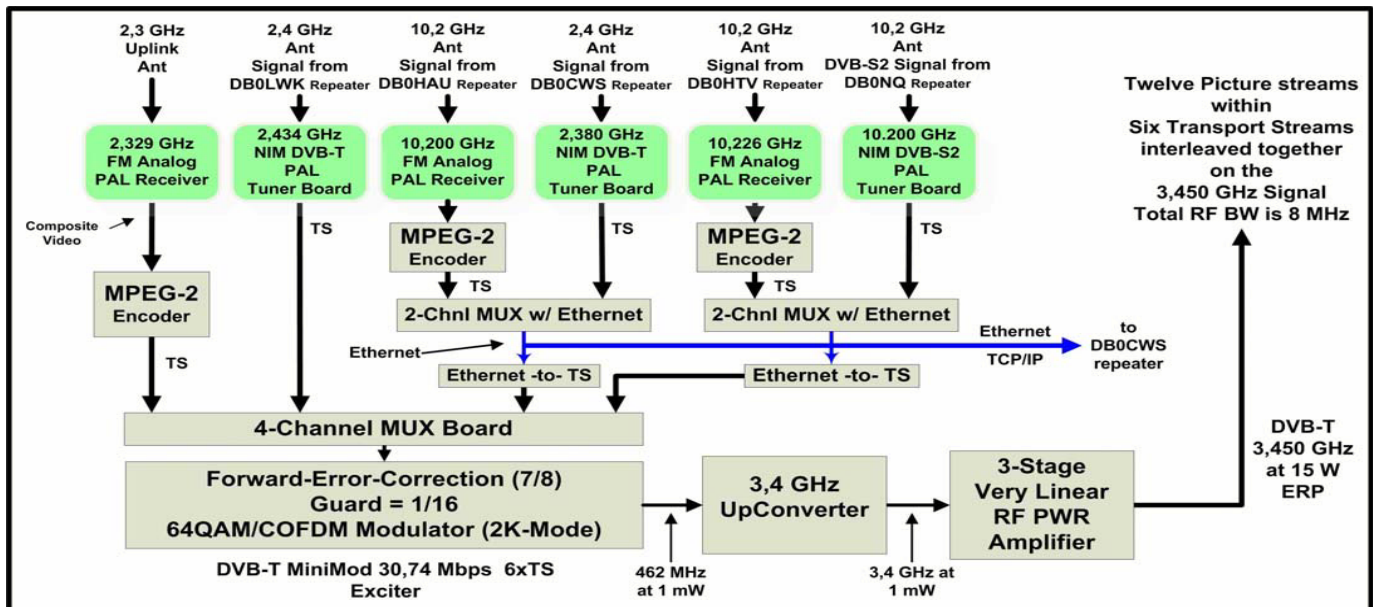 2,3 GHz
Uplink
Ant
2,4 GHz
Ant
Signal from
DB0LWK Repeater
10,2 GHz
Ant
Signal from
DB0HAU Repeater
2,4 GHz
Ant
Signal from
DB0CWS Repeater
10,2 GHz
Ant
Signal from
DB0HTV Repeater
10,2 GHz
Ant
DVB-S2 Signal from
DB0NQ Repeater
Twelve Picture streams
within
Six Transport Streams
interleaved together
on the
3,450 GHz Signal
Total RF BW is 8 MHz
2,329 GHz
FM Analog
PAL Receiver
2,434 GHz
NIM DVB-T
PAL
Tuner Board
10,200 GHz
FM Analog
PAL Receiver
2,380 GHz
NIM DVB-T
PAL
Tuner Board
10,226 GHz
FM Analog
PAL Receiver
10.200 GHz
NIM DVB-S2
PAL
Tuner Board
Composite
Video
TS
MPEG-2
Encoder
TS
MPEG-2
Encoder
TS
MPEG-2
Encoder
TS
TS
2-Chnl MUX w/ Ethernet
2-Chnl MUX w/ Ethernet
TS
Ethernet
Ethernet
TCP/IP
to
DB0CWS
repeater
Ethernet -to- TS
Ethernet -to- TS
4-Channel MUX Board
Forward-Error-Correction (7/8)
Guard = 1/16
64QAM/COFDM Modulator (2K-Mode)
3,4 GHz
UpConverter
3-Stage
Very Linear
RF PWR
Amplifier
DVB-T
3,450 GHz
at 15 W
ERP
DVB-T MiniMod 30,74 Mbps 6xTS
Exciter
462 MHz
at 1 mW
3,4 GHz at
1 mW